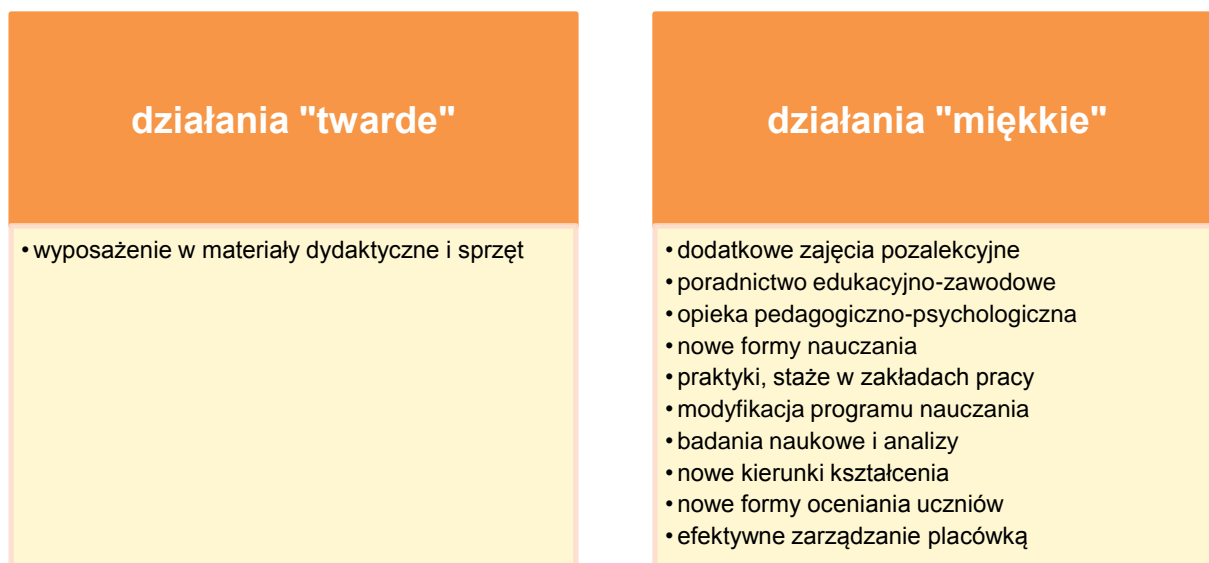 działania "twarde"
• wyposażenie w materiały dydaktyczne i sprzęt
działania "miękkie"
• dodatkowe zajęcia pozalekcyjne
• poradnictwo edukacyjno-zawodowe
• opieka pedagogiczno-psychologiczna
• nowe formy nauczania
• praktyki, staże w zakładach pracy
• modyfikacja programu nauczania
• badania naukowe i analizy
• nowe kierunki kształcenia
• nowe formy oceniania uczniów
• efektywne zarządzanie placówką